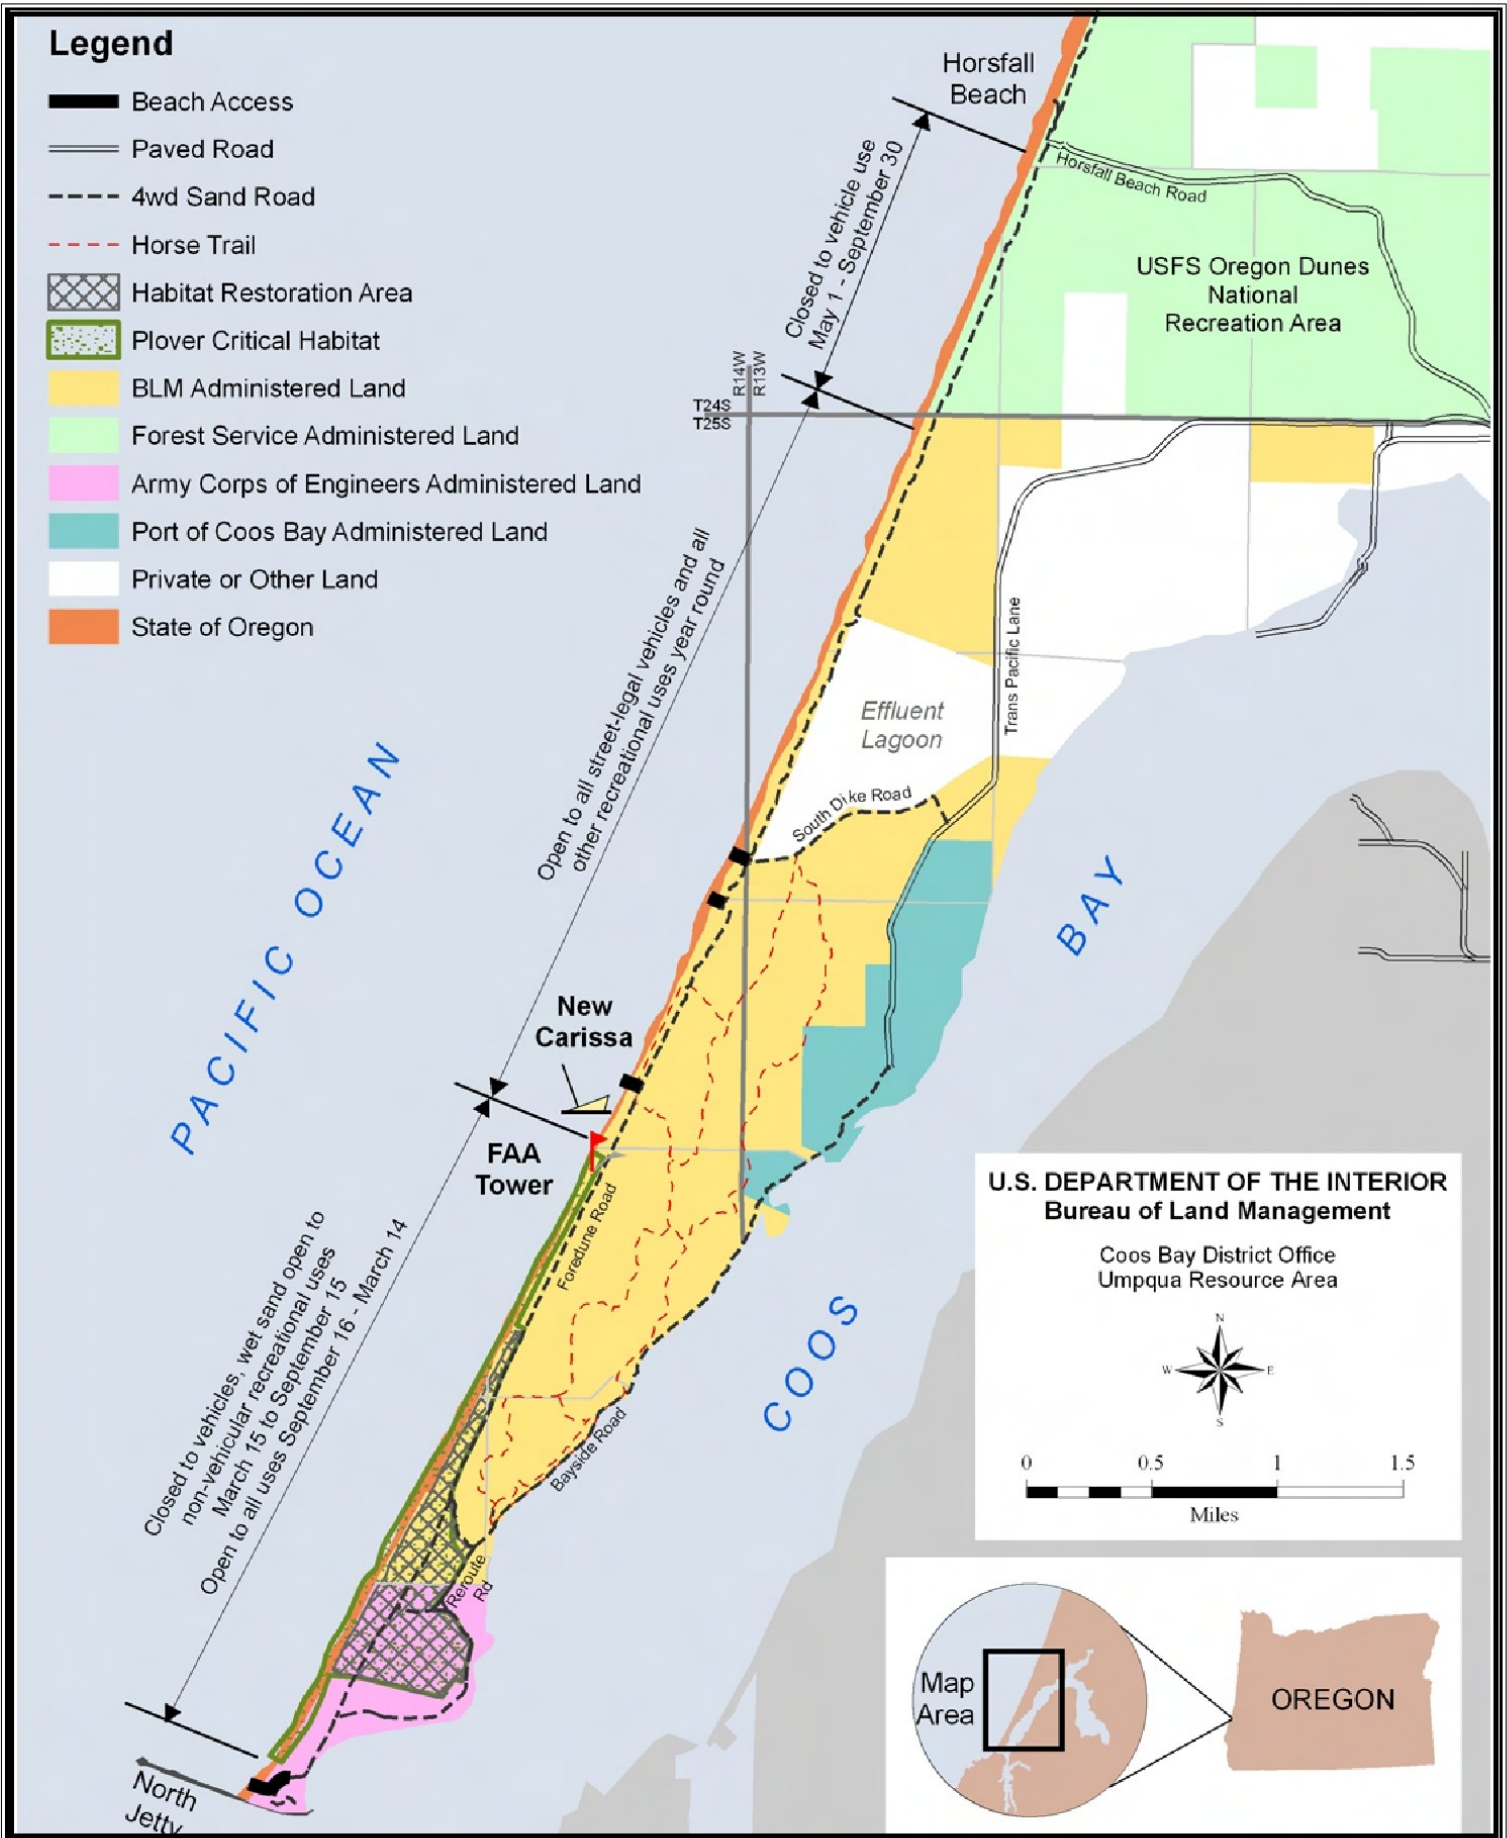 Legend
Beach Access
Paved Road
4wd Sand Road
Horse Trail
Habitat Restoration Area
Plover Critical Habitat
BLM Administered Land
Forest Service Administered Land
Army Corps of Engineers Administered Land
Port of Coos Bay Administered Land
Private or Other Land
State of Oregon
Horsfall
Beach
Closed to vehicle use
May 1 - September 30
Horsfall Beach Road
USFS Oregon Dunes
National
Recreation Area
R14W
R13W
T24S
T25S
Open to all street-legal vehicles and all
other recreational uses year round
Trans Pacific Lane
Effluent
Lagoon
South Dike Road
PACIFIC OCEAN
BAY
New
Carissa
FAA
Tower
Foredune Road
Closed to vehicles, wet sand open to
non-vehicular recreational uses
March 15 to September 15
Open to all uses September 16 - March 14
COOS
Bayside Road
Reroute
Rd
North
Jetty
U.S. DEPARTMENT OF THE INTERIOR
Bureau of Land Management
Coos Bay District Office
Umpqua Resource Area
N
W
E
S
0 0.5 1 1.5
Miles
Map
Area
OREGON